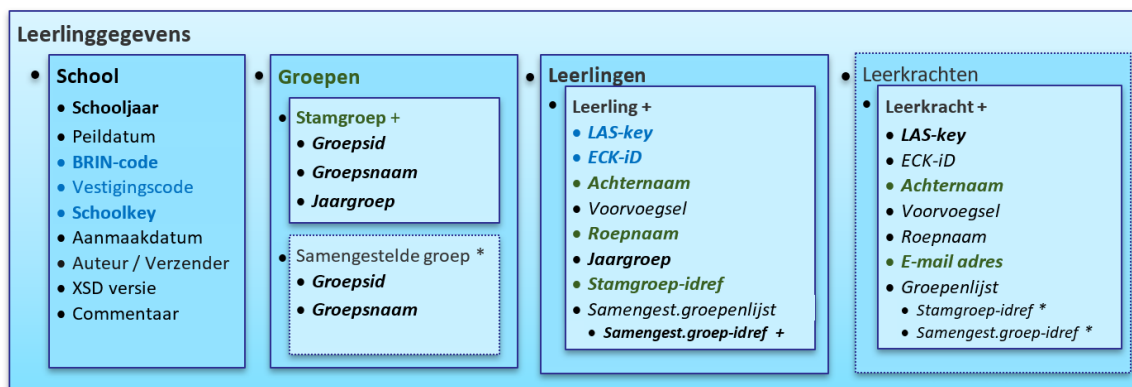 Leerlinggegevens
School
Schooljaar
Peildatum
BRIN-code
Vestigingscode
Schoolkey
Aanmaakdatum
Auteur / Verzender
XSD versie
Commentaar
Groepen
Stamgroep +
Groepsid
Groepsnaam
Jaargroep
Samengestelde groep *
Groepsid
Groepsnaam
Leerlingen
Leerling +
LAS-key
ECK-iD
Achternaam
Voorvoegsel
Roepnaam
Jaargroep
Stamgroep-idref
Samengest.groepenlijst
Samengest.groep-idref +
Leerkrachten
Leerkracht +
LAS-key
ECK-iD
Achternaam
Voorvoegsel
Roepnaam
E-mail adres
Groepenlijst
Stamgroep-idref *
Samengest.groep-idref *